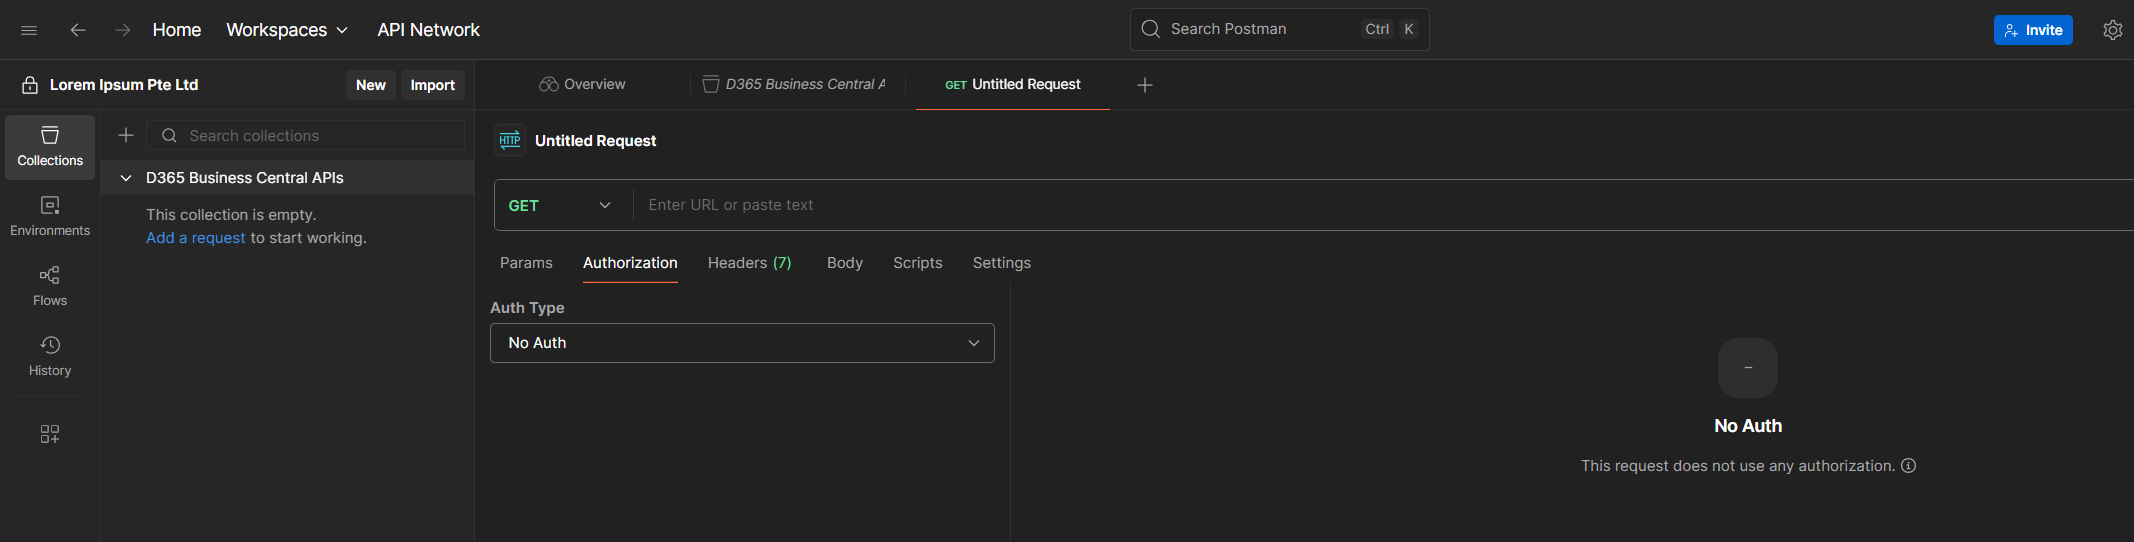 Home Workspaces API Network Search Postman Ctrl K Invite
Lorem Ipsum Pte Ltd New Import
Overview D365 Business Central A GET Untitled Request
Collections
Environments
Flows
History
Search collections
D365 Business Central APIs
This collection is empty.
Add a request to start working.
HTTP Untitled Request
GET Enter URL or paste text
Params Authorization Headers (7) Body Scripts Settings
Auth Type
No Auth
No Auth
This request does not use any authorization.